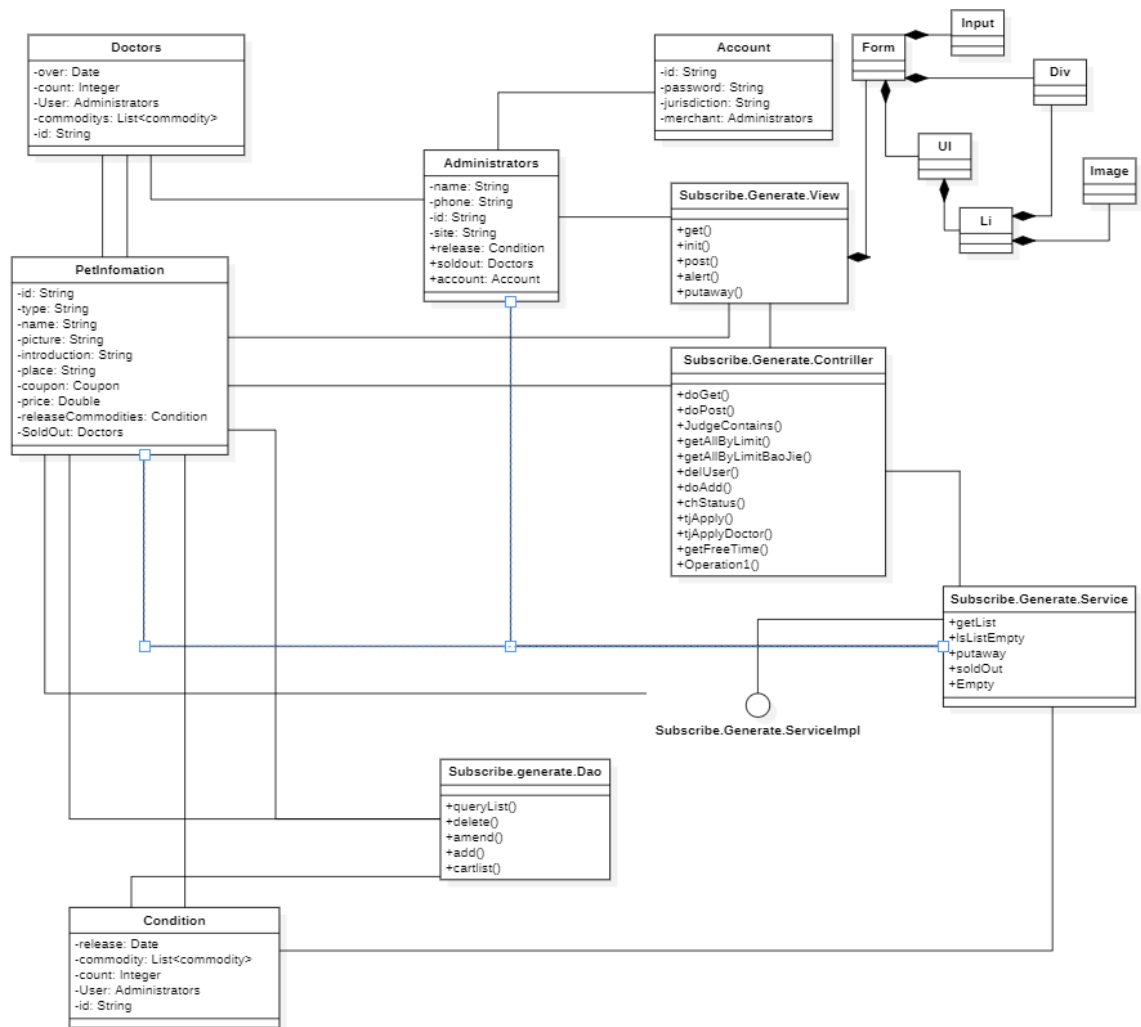 Doctors
-over: Date
-count: Integer
-User: Administrators
-commoditys: List<commodity>
-id: String
Account
-id: String
-password: String
-jurisdiction: String
-merchant: Administrators
Form
Input
Div
UI
Image
Li
Administrators
-name: String
-phone: String
-id: String
-site: String
+release: Condition
+soldout: Doctors
+account: Account
Subscribe.Generate.View
+get()
+init()
+post()
+alert()
+putaway()
PetInfomation
-id: String
-type: String
-name: String
-picture: String
-introduction: String
-place: String
-coupon: Coupon
-price: Double
-releaseCommodities: Condition
-SoldOut: Doctors
Subscribe.Generate.Contriller
+doGet()
+doPost()
+JudgeContains()
+getAllByLimit()
+getAllByLimitBaoJie()
+delUser()
+doAdd()
+chStatus()
+tjApply()
+tjApplyDoctor()
+getFreeTime()
+Operation1()
Subscribe.Generate.Service
+getList
+IsListEmpty
+putaway
+soldOut
+Empty
Subscribe.Generate.ServiceImpl
Subscribe.generate.Dao
+queryList()
+delete()
+amend()
+add()
+cartlist()
Condition
-release: Date
-commodity: List<commodity>
-count: Integer
-User: Administrators
-id: String